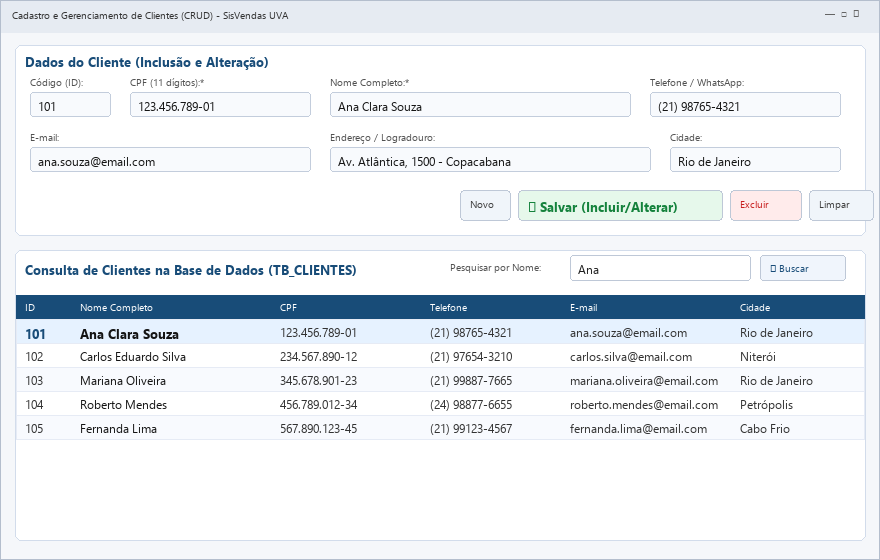 Cadastro e Gerenciamento de Clientes (CRUD) - SisVendas UVA
Dados do Cliente (Inclusão e Alteração)
Código (ID): CPF (11 dígitos):* Nome Completo:* Telefone / WhatsApp:
101 123.456.789-01 Ana Clara Souza (21) 98765-4321
E-mail: Endereço / Logradouro: Cidade:
ana.souza@email.com Av. Atlântica, 1500 - Copacabana Rio de Janeiro
Novo Salvar (Incluir/Alterar) Excluir Limpar
Consulta de Clientes na Base de Dados (TB_CLIENTES) Pesquisar por Nome: Ana Buscar
ID Nome Completo CPF Telefone E-mail Cidade
101 Ana Clara Souza 123.456.789-01 (21) 98765-4321 ana.souza@email.com Rio de Janeiro
102 Carlos Eduardo Silva 234.567.890-12 (21) 97654-3210 carlos.silva@email.com Niterói
103 Mariana Oliveira 345.678.901-23 (21) 99887-7665 mariana.oliveira@email.com Rio de Janeiro
104 Roberto Mendes 456.789.012-34 (24) 98877-6655 roberto.mendes@email.com Petrópolis
105 Fernanda Lima 567.890.123-45 (21) 99123-4567 fernanda.lima@email.com Cabo Frio